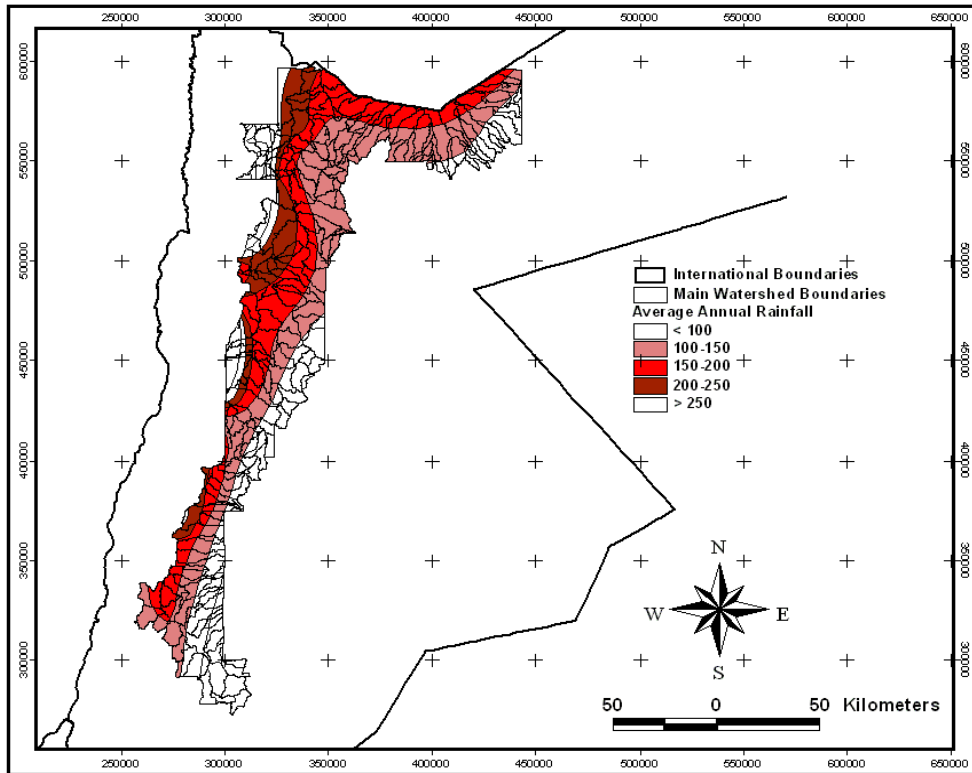 250000 300000 350000 400000 450000 500000 550000 600000 650000
600000 600000
550000 550000
500000 500000
450000 450000
400000 400000
350000 350000
300000 300000
International Boundaries
Main Watershed Boundaries
Average Annual Rainfall
< 100
100-150
150-200
200-250
> 250
N
W E
S
50 0 50 Kilometers
250000 300000 350000 400000 450000 500000 550000 600000 650000